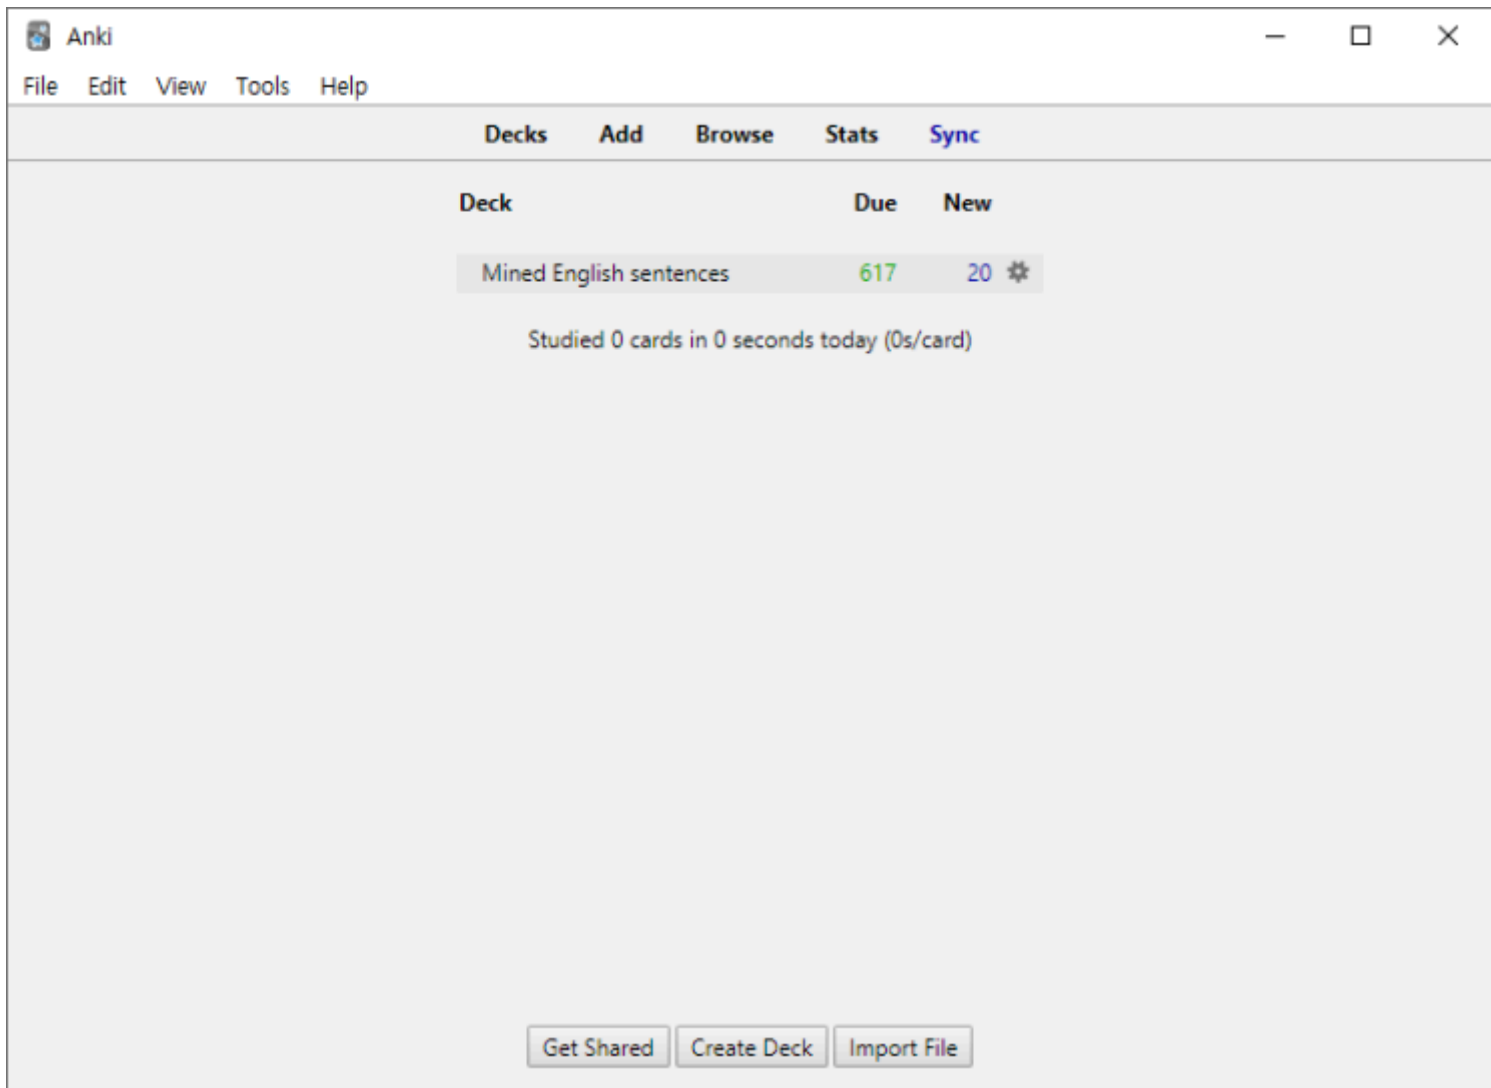 Anki
File Edit View Tools Help
Decks Add Browse Stats Sync
Deck Due New
Mined English sentences 617 20
Studied 0 cards in 0 seconds today (0s/card)
Get Shared Create Deck Import File